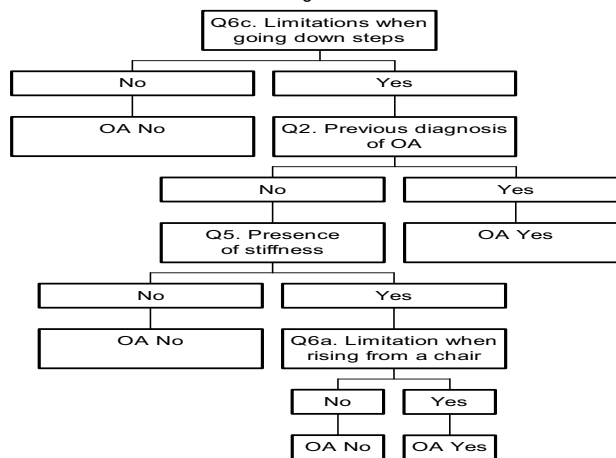 Q6c. Limitations when
going down steps
No
Yes
OA No
Q2. Previous diagnosis
of OA
No
Yes
Q5. Presence
of stiffness
OA Yes
No
Yes
OA No
Q6a. Limitation when
rising from a chair
No
Yes
OA No
OA Yes